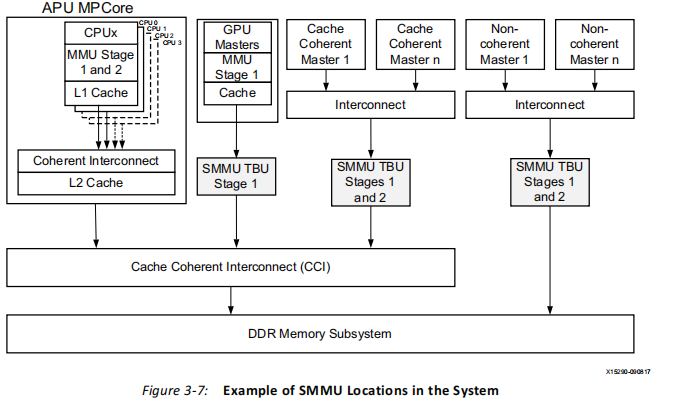 APU MPCore
CPU 0
CPU 1
CPU 2
CPU 3
CPUx
MMU Stage
1 and 2
L1 Cache
Coherent Interconnect
L2 Cache
GPU
Masters
MMU
Stage 1
Cache
SMMU TBU
Stage 1
Cache
Coherent
Master 1
Cache
Coherent
Master n
Interconnect
SMMU TBU
Stages 1
and 2
Non-
coherent
Master 1
Non-
coherent
Master n
Interconnect
SMMU TBU
Stages 1
and 2
Cache Coherent Interconnect (CCI)
DDR Memory Subsystem
X15290-090817
Figure 3-7: Example of SMMU Locations in the System